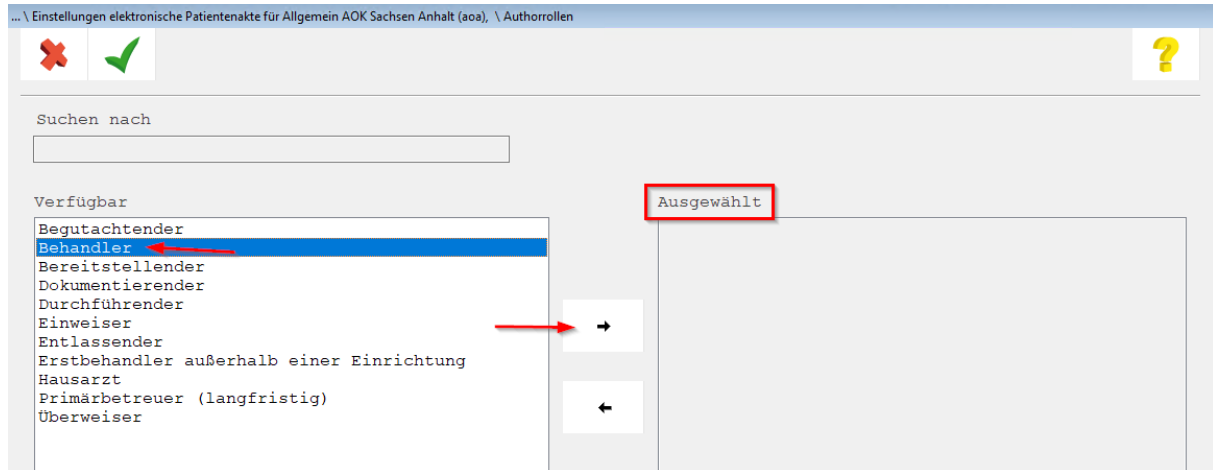 ... \ Einstellungen elektronische Patientenakte für Allgemein AOK Sachsen Anhalt (aoa), \ Authorrollen
Suchen nach
Verfügbar
Ausgewählt
Begutachtender
Behandler
Bereitstellender
Dokumentierender
Durchführender
Einweiser
Entlassender
Erstbehandler außerhalb einer Einrichtung
Hausarzt
Primärbetreuer (langfristig)
Überweiser